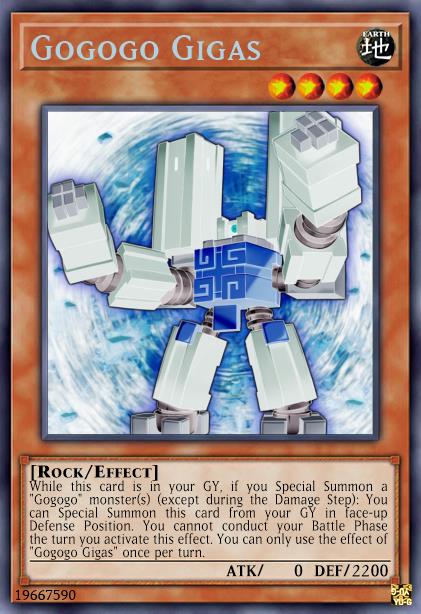 Gogogo Gigas
EARTH
地
[Rock/Effect]
While this card is in your GY, if you Special Summon a
"Gogogo" monster(s) (except during the Damage Step): You
can Special Summon this card from your GY in face-up
Defense Position. You cannot conduct your Battle Phase
the turn you activate this effect. You can only use the effect of
"Gogogo Gigas" once per turn.
ATK/ 0 DEF/2200
19667590